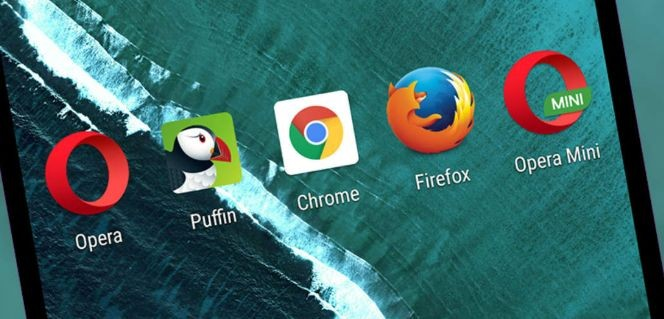 Opera
Puffin
Chrome
Firefox
MINI
Opera Mini